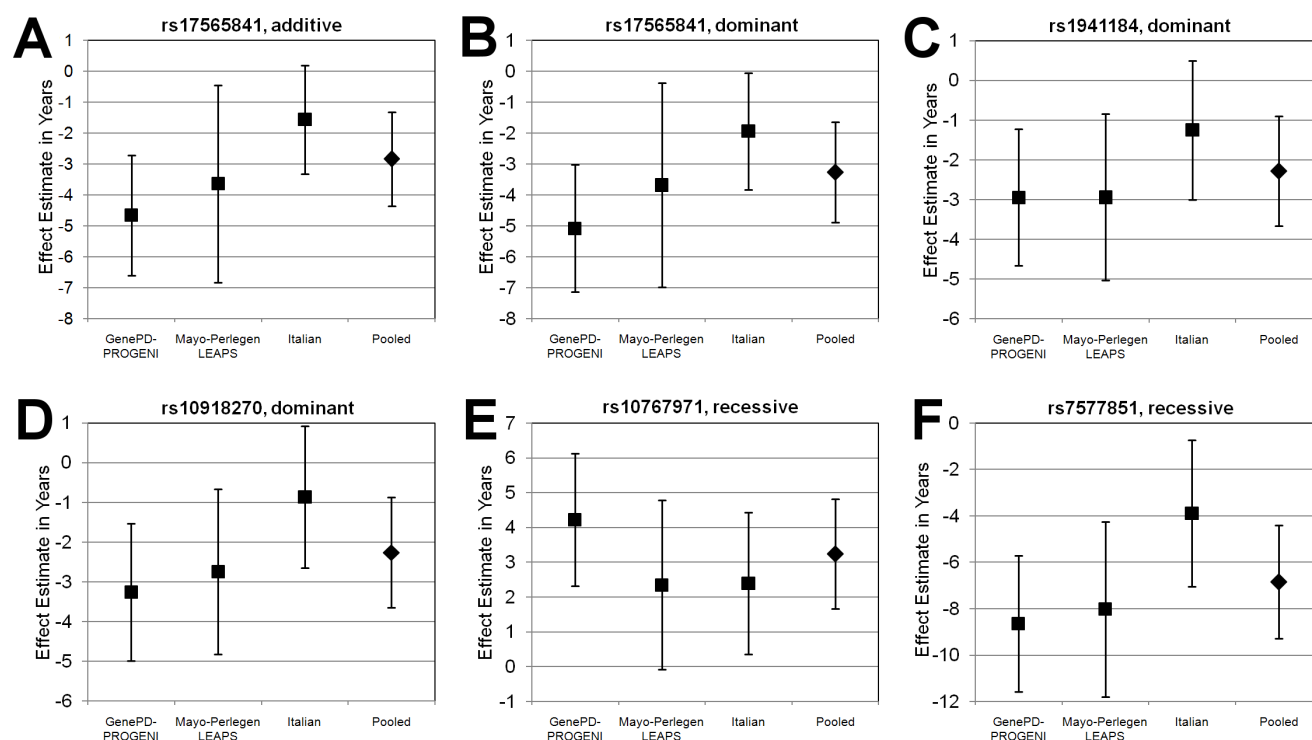 A
rs17565841, additive
Effect Estimate in Years
1
0
-1
-2
-3
-4
-5
-6
-7
-8
GenePD-
PROGENI
Mayo-Perlegen
LEAPS
Italian
Pooled
B
rs17565841, dominant
Effect Estimate in Years
1
0
-1
-2
-3
-4
-5
-6
-7
-8
GenePD-
PROGENI
Mayo-Perlegen
LEAPS
Italian
Pooled
C
rs1941184, dominant
Effect Estimate in Years
1
0
-1
-2
-3
-4
-5
-6
GenePD-
PROGENI
Mayo-Perlegen
LEAPS
Italian
Pooled
D
rs10918270, dominant
Effect Estimate in Years
1
0
-1
-2
-3
-4
-5
-6
GenePD-
PROGENI
Mayo-Perlegen
LEAPS
Italian
Pooled
E
rs10767971, recessive
Effect Estimate in Years
7
6
5
4
3
2
1
0
-1
GenePD-
PROGENI
Mayo-Perlegen
LEAPS
Italian
Pooled
F
rs7577851, recessive
Effect Estimate in Years
0
-2
-4
-6
-8
-10
-12
GenePD-
PROGENI
Mayo-Perlegen
LEAPS
Italian
Pooled